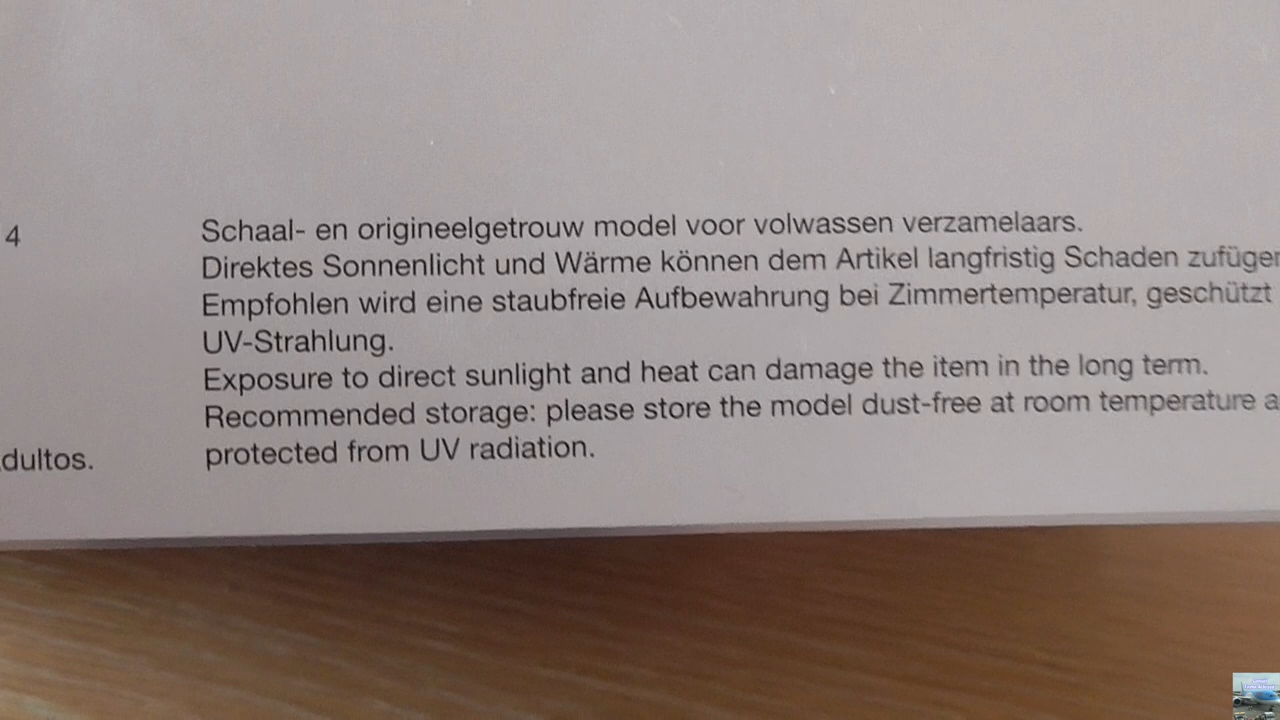 4
Schaal- en origineelgetrouw model voor volwassen verzamelaars.
Direktes Sonnenlicht und Wärme können dem Artikel langfristig Schaden zufüger
Empfohlen wird eine staubfreie Aufbewahrung bei Zimmertemperatur, geschützt
UV-Strahlung.
Exposure to direct sunlight and heat can damage the item in the long term.
Recommended storage: please store the model dust-free at room temperature a
protected from UV radiation.
dultos.